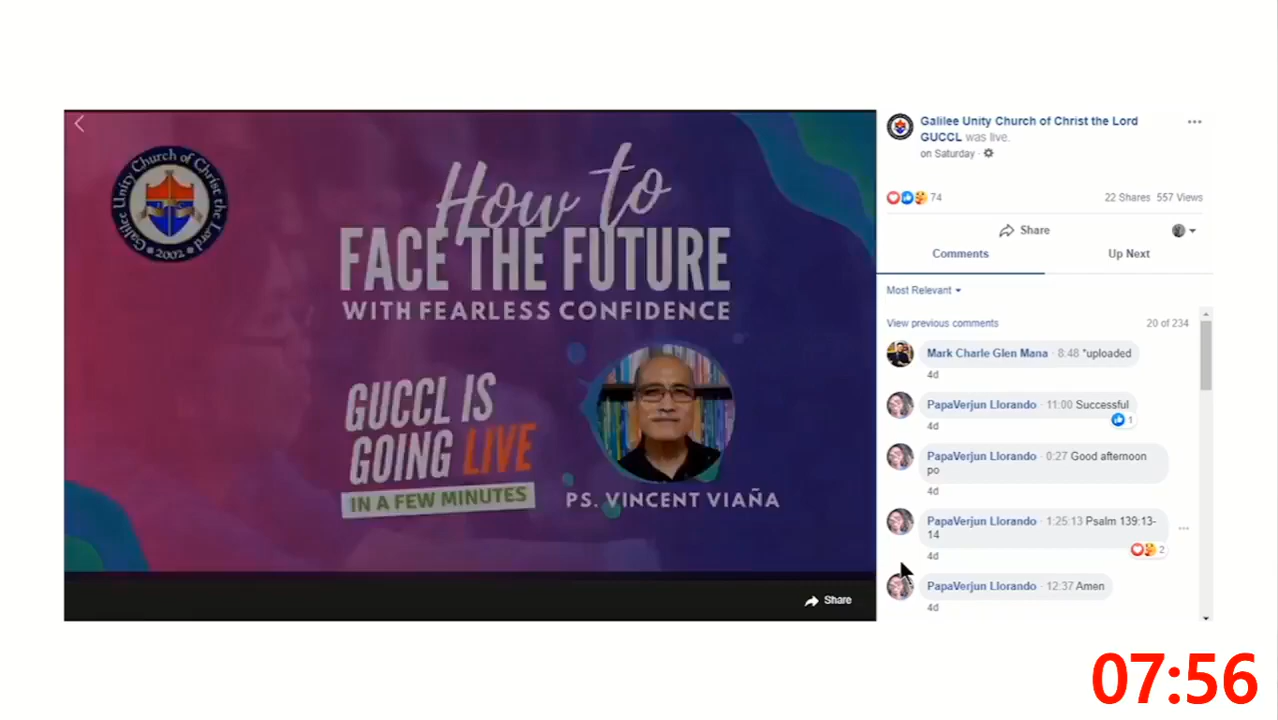 Galilee Unity Church of Christ the Lord
2002
How to
FACE THE FUTURE
WITH FEARLESS CONFIDENCE
GUCCL IS
GOING LIVE
IN A FEW MINUTES
PS. VINCENT VIAÑA
Share
Galilee Unity Church of Christ the Lord
GUCCL was live.
on Saturday ·
74
22 Shares 557 Views
Share
Comments Up Next
Most Relevant
View previous comments 20 of 234
Mark Charle Glen Mana · 8:48 *uploaded
4d
PapaVerjun Llorando · 11:00 Successful
1
4d
PapaVerjun Llorando · 0:27 Good afternoon
po
4d
PapaVerjun Llorando · 1:25:13 Psalm 139:13-
14
2
4d
PapaVerjun Llorando · 12:37 Amen
4d
07:56